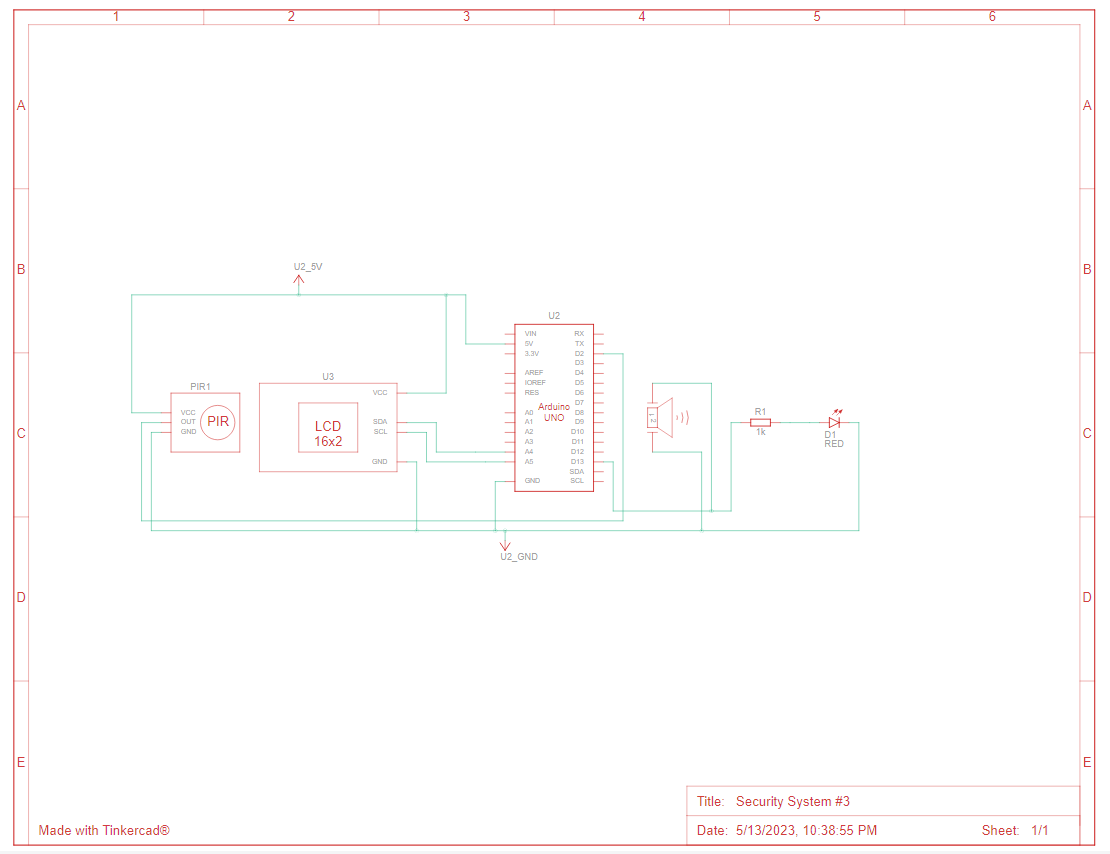 1 2 3 4 5 6
A A
B B
C C
D D
E E
U2_5V
PIR1
VCC
OUT
GND
PIR
U3
VCC
SDA
SCL
GND
LCD
16x2
U2
VIN
5V
3.3V
AREF
IOREF
RES
A0
A1
A2
A3
A4
A5
GND
Arduino
UNO
RX
TX
D2
D3
D4
D5
D6
D7
D8
D9
D10
D11
D12
D13
SDA
SCL
1 2
R1
1k
D1
RED
U2_GND
Title: Security System #3
Made with Tinkercad®
Date: 5/13/2023, 10:38:55 PM Sheet: 1/1